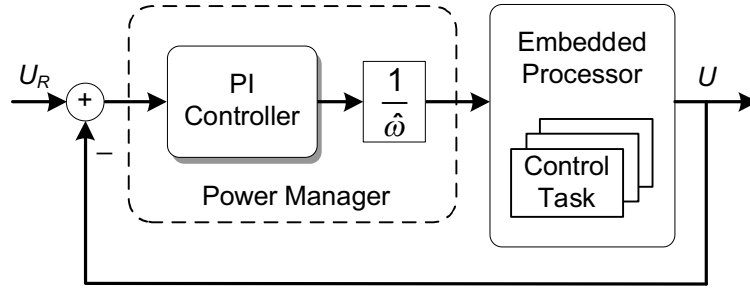 U_R
+
−
PI
Controller
1
ω̂
Power Manager
Embedded
Processor
Control
Task
U